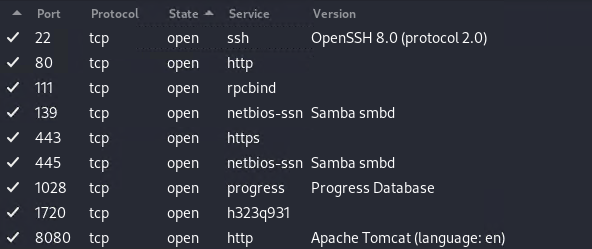 Port Protocol State Service Version
22 tcp open ssh OpenSSH 8.0 (protocol 2.0)
80 tcp open http
111 tcp open rpcbind
139 tcp open netbios-ssn Samba smbd
443 tcp open https
445 tcp open netbios-ssn Samba smbd
1028 tcp open progress Progress Database
1720 tcp open h323q931
8080 tcp open http Apache Tomcat (language: en)